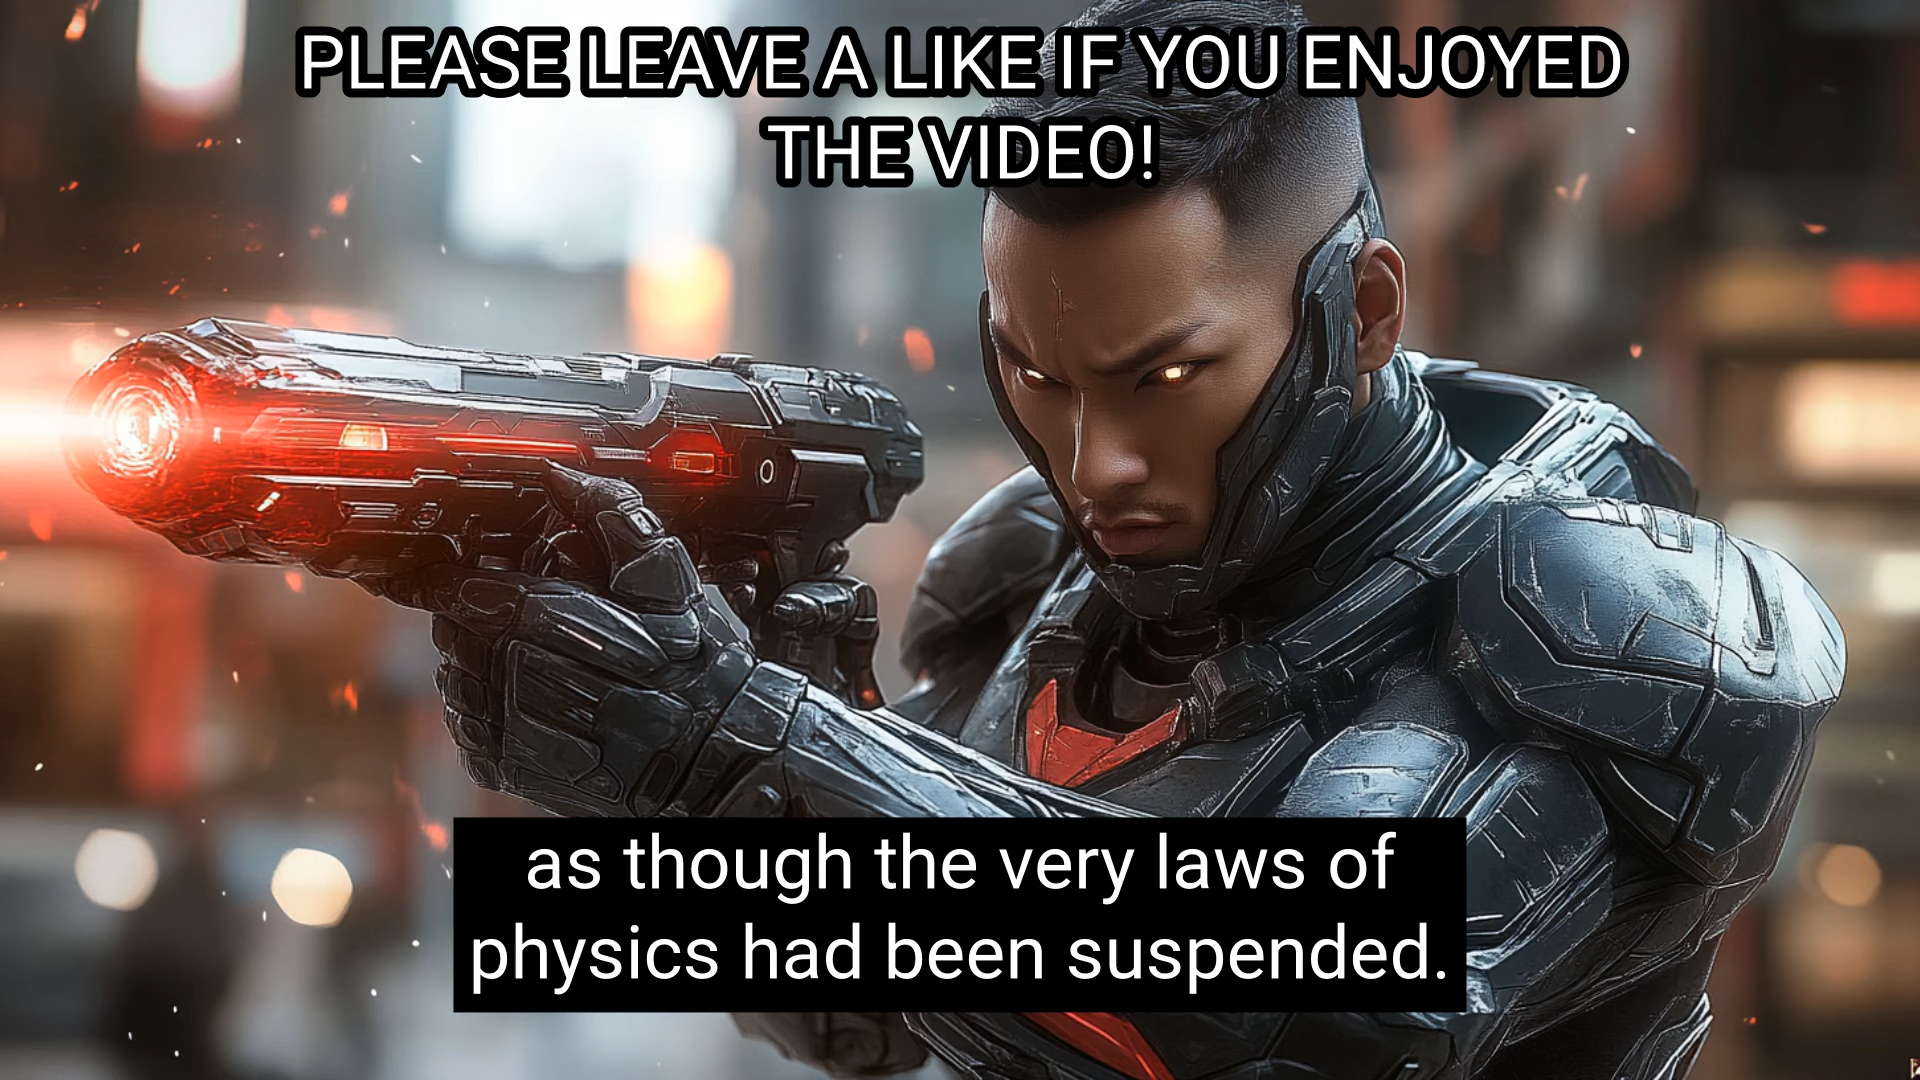 PLEASE LEAVE A LIKE IF YOU ENJOYED
THE VIDEO!
as though the very laws of
physics had been suspended.